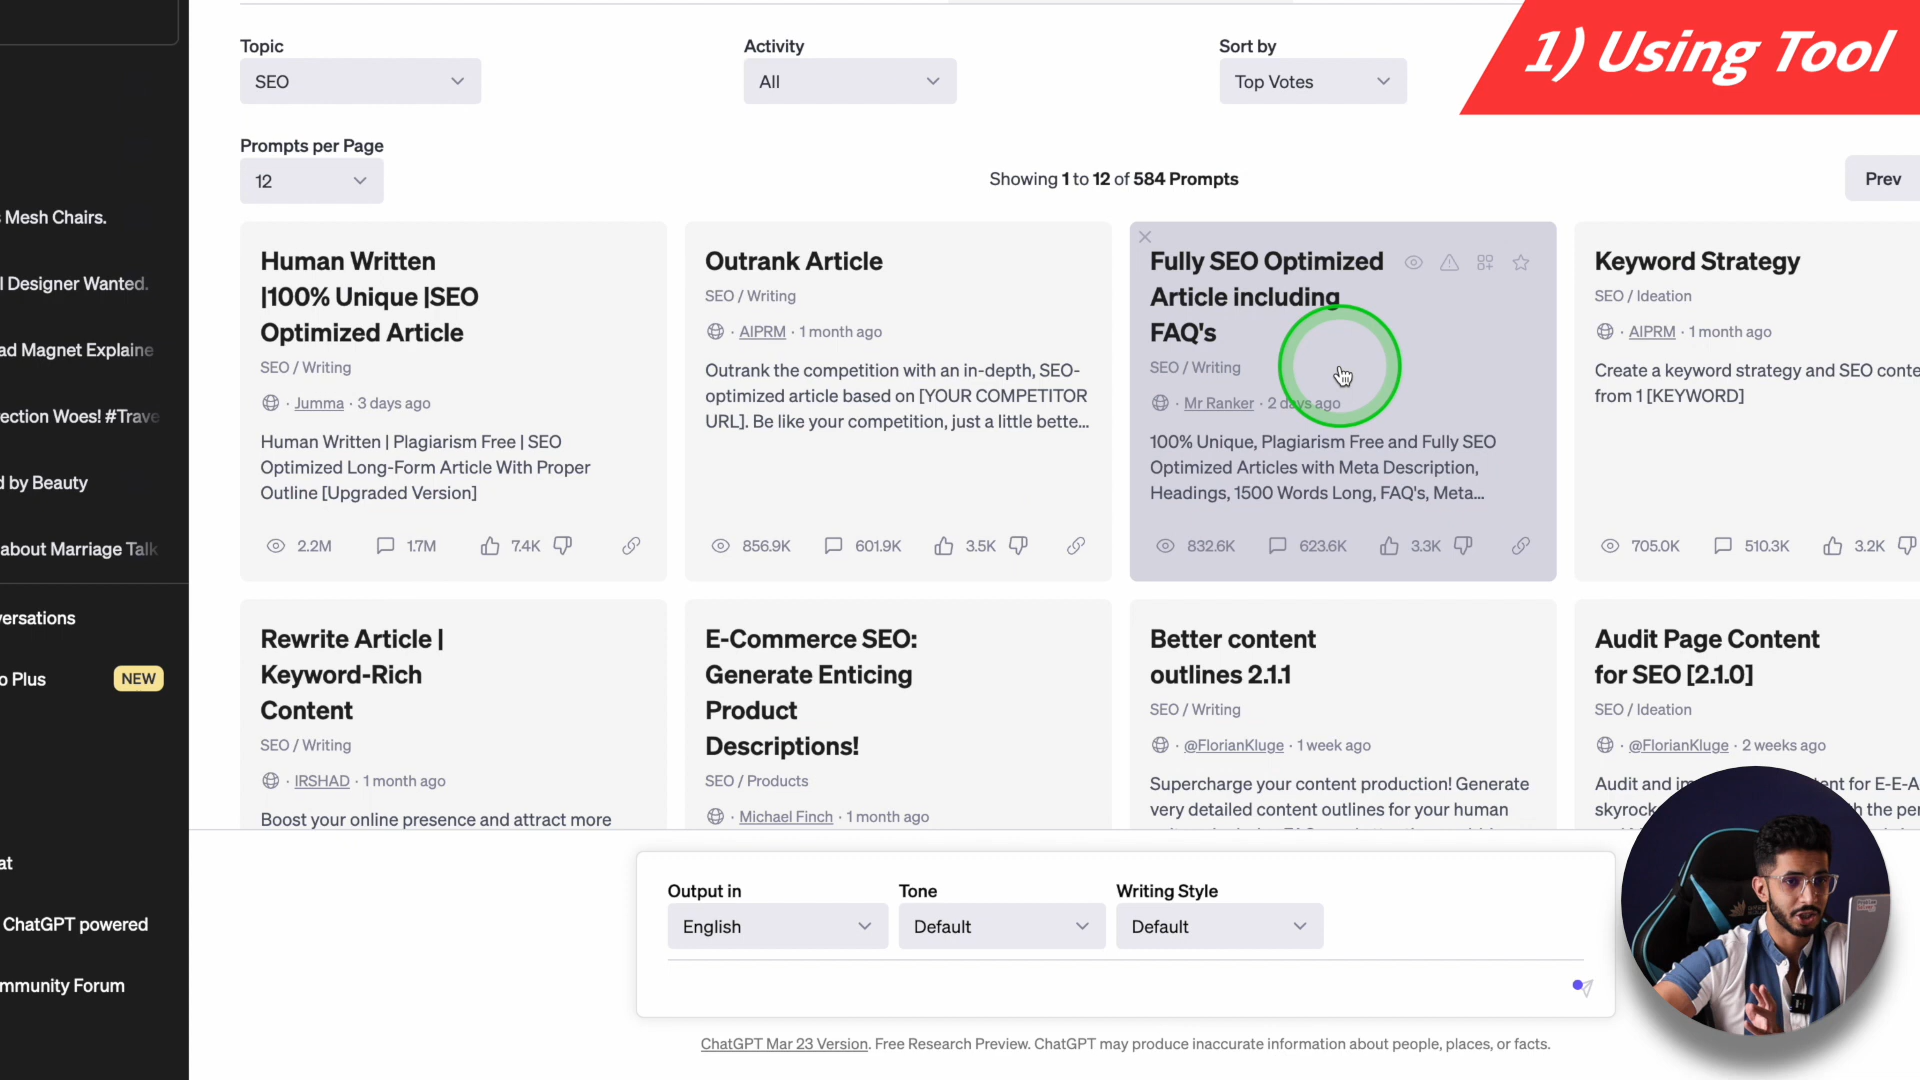 1) Using Tool
Topic
Activity
Sort by
SEO
All
Top Votes
Prompts per Page
12
Showing 1 to 12 of 584 Prompts
Prev
Mesh Chairs.
l Designer Wanted.
ad Magnet Explaine
ection Woes! #Trave
d by Beauty
about Marriage Talk
versations
o Plus
NEW
at
ChatGPT powered
mmunity Forum
Human Written
|100% Unique |SEO
Optimized Article
SEO / Writing
· Jumma · 3 days ago
Human Written | Plagiarism Free | SEO
Optimized Long-Form Article With Proper
Outline [Upgraded Version]
2.2M 1.7M 7.4K
Outrank Article
SEO / Writing
· AIPRM · 1 month ago
Outrank the competition with an in-depth, SEO-
optimized article based on [YOUR COMPETITOR
URL]. Be like your competition, just a little bette...
856.9K 601.9K 3.5K
Fully SEO Optimized
Article including
FAQ's
SEO / Writing
· Mr Ranker · 2 days ago
100% Unique, Plagiarism Free and Fully SEO
Optimized Articles with Meta Description,
Headings, 1500 Words Long, FAQ's, Meta...
832.6K 623.6K 3.3K
Keyword Strategy
SEO / Ideation
· AIPRM · 1 month ago
Create a keyword strategy and SEO conte
from 1 [KEYWORD]
705.0K 510.3K 3.2K
Rewrite Article |
Keyword-Rich
Content
SEO / Writing
· IRSHAD · 1 month ago
Boost your online presence and attract more
E-Commerce SEO:
Generate Enticing
Product
Descriptions!
SEO / Products
· Michael Finch · 1 month ago
Better content
outlines 2.1.1
SEO / Writing
· @FlorianKluge · 1 week ago
Supercharge your content production! Generate
very detailed content outlines for your human
Audit Page Content
for SEO [2.1.0]
SEO / Ideation
· @FlorianKluge · 2 weeks ago
Audit and im ent for E-E-A
skyrock h the per
Output in
Tone
Writing Style
English
Default
Default
ChatGPT Mar 23 Version. Free Research Preview. ChatGPT may produce inaccurate information about people, places, or facts.